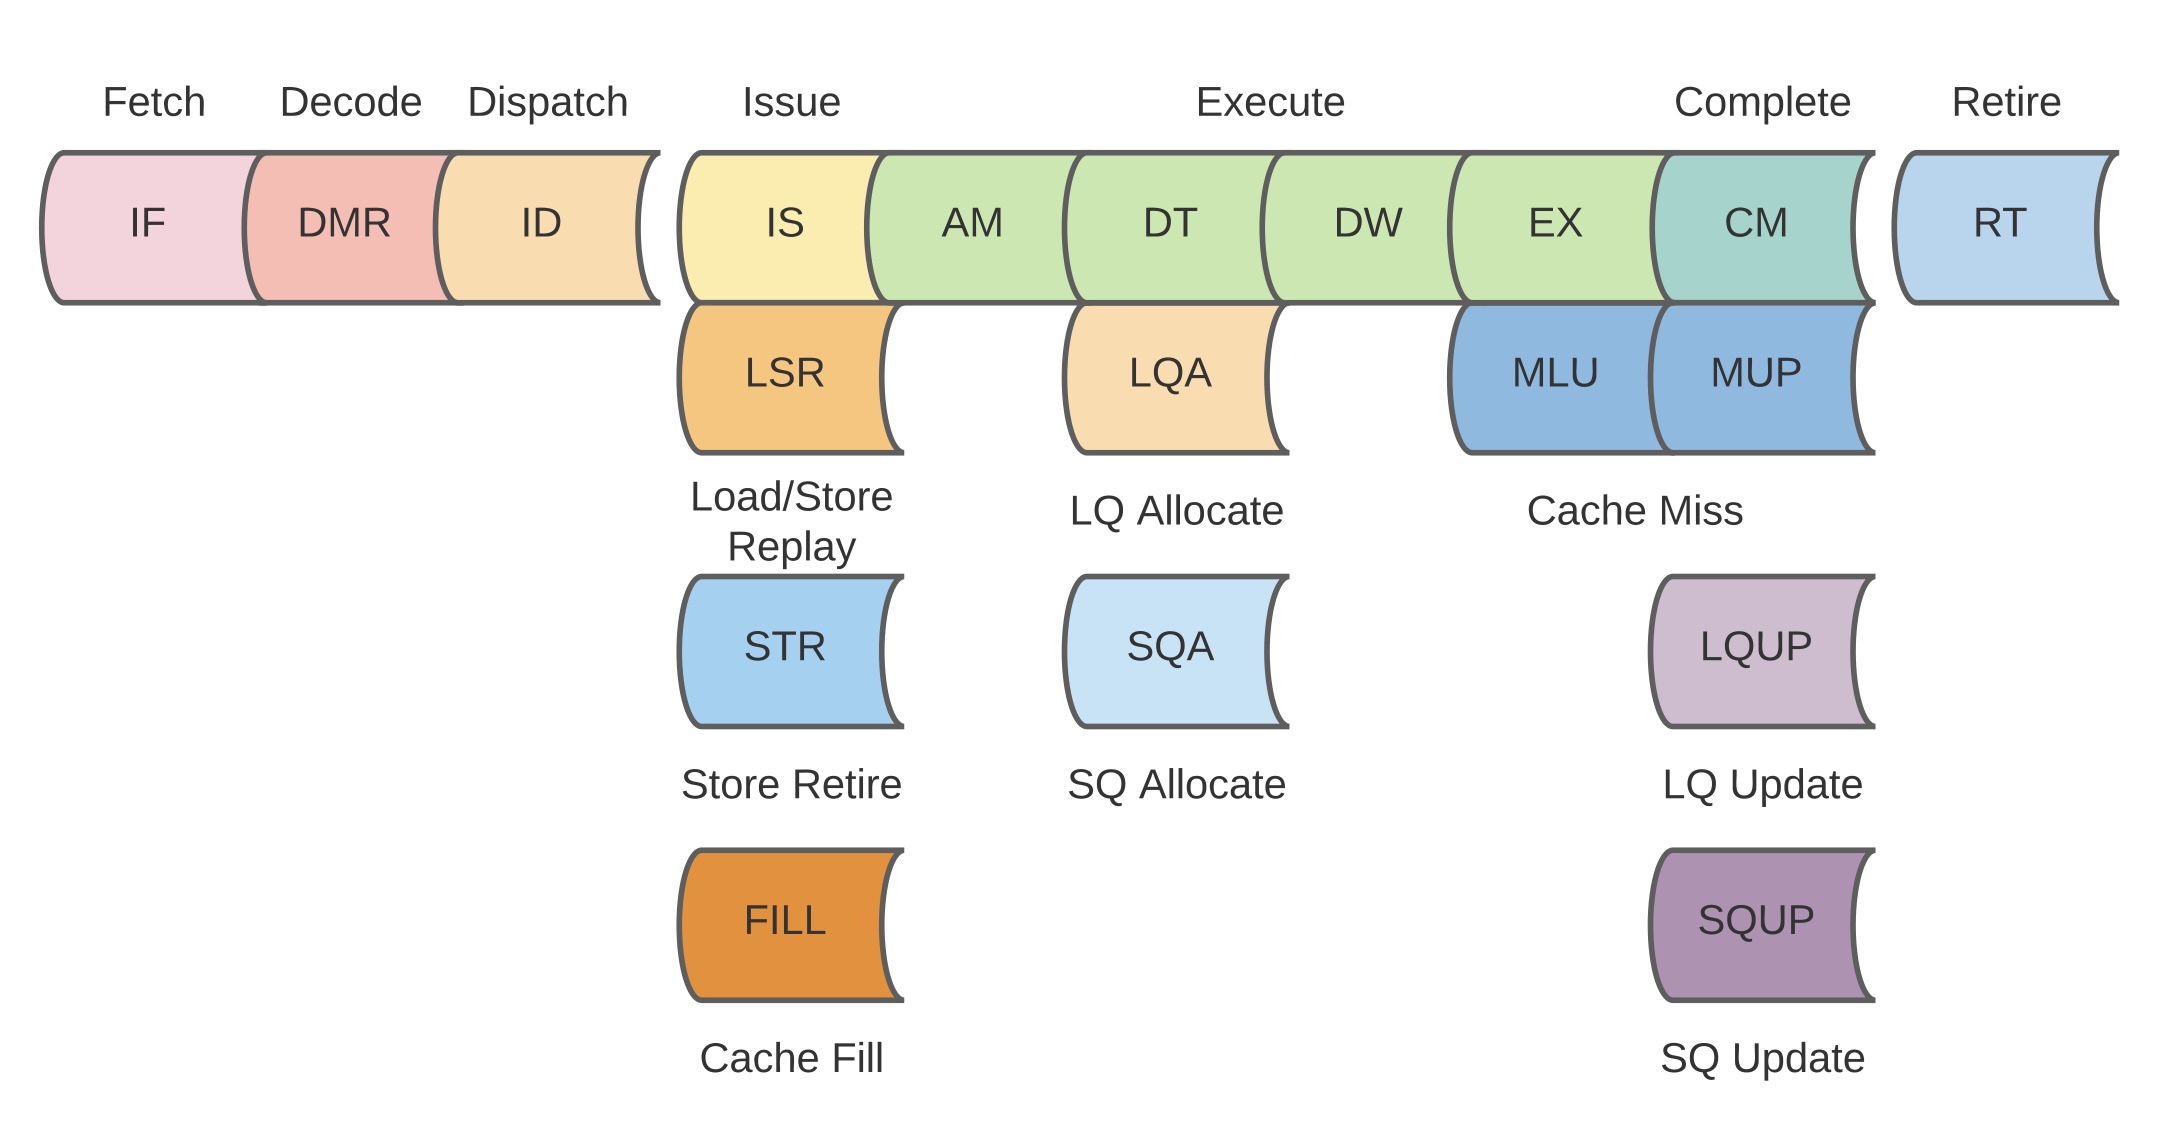 Fetch
Decode
Dispatch
Issue
Execute
Complete
Retire
IF
DMR
ID
IS
AM
DT
DW
EX
CM
RT
LSR
LQA
MLU
MUP
Load/Store
Replay
LQ Allocate
Cache Miss
STR
SQA
LQUP
Store Retire
SQ Allocate
LQ Update
FILL
SQUP
Cache Fill
SQ Update